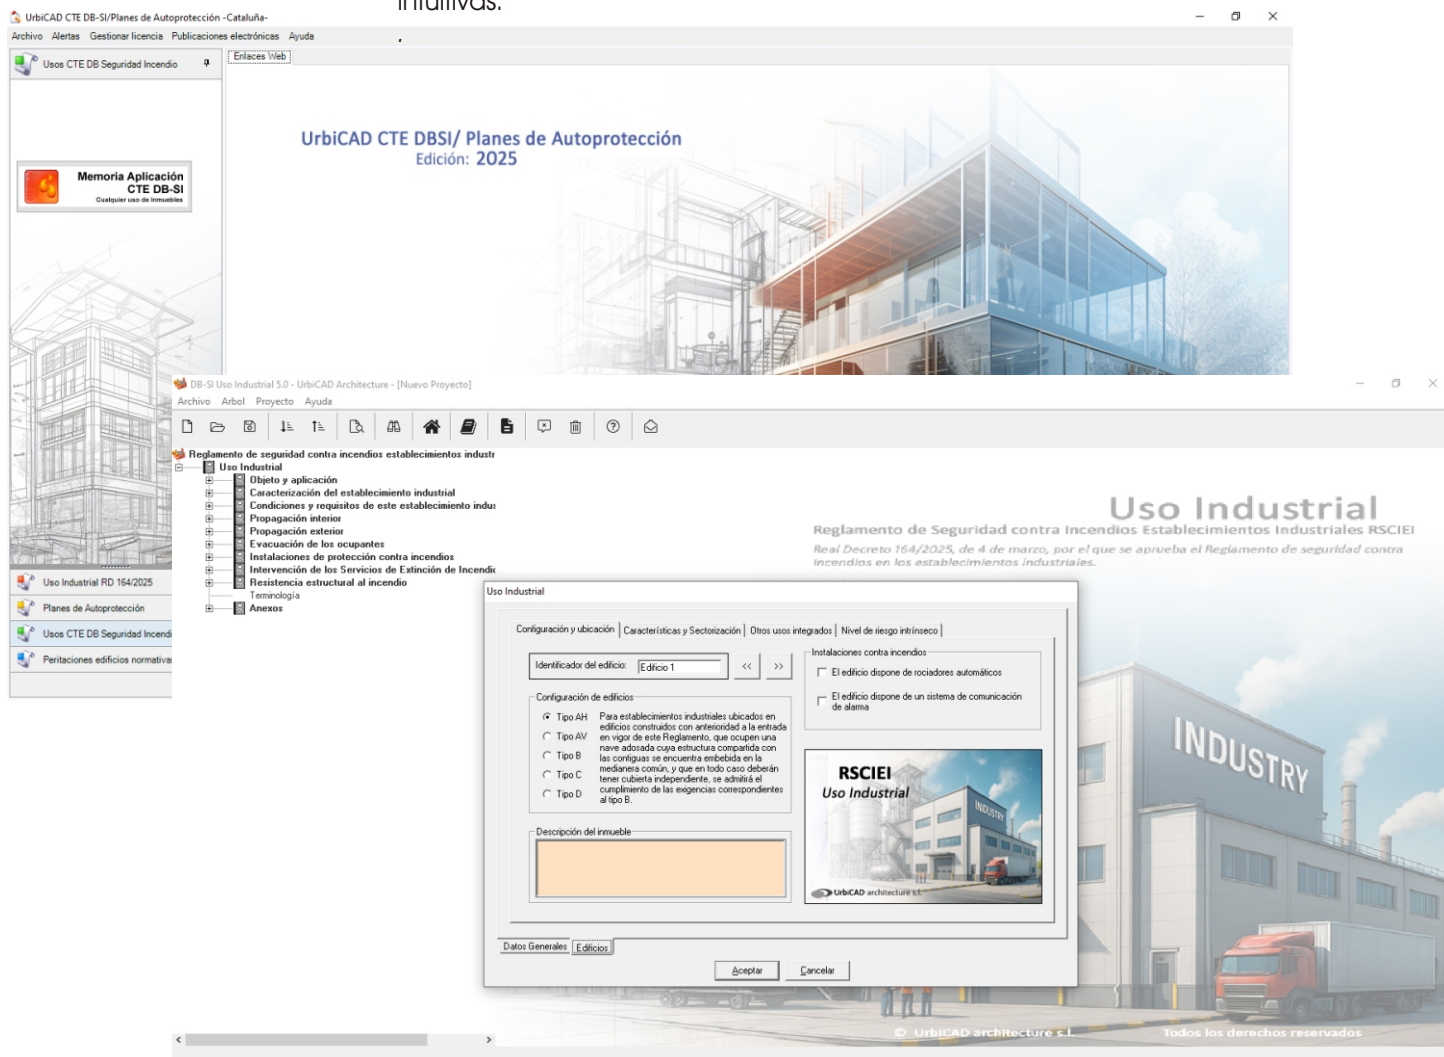 intuitivas.
.
UrbiCAD CTE DB-SI/Planes de Autoprotección -Cataluña-
Archivo Alertas Gestionar licencia Publicaciones electrónicas Ayuda
Usos CTE DB Seguridad Incendio
Enlaces Web
UrbiCAD CTE DBSI/ Planes de Autoprotección
Edición: 2025
Memoria Aplicación
CTE DB-SI
Cualquier uso de Inmuebles
Uso Industrial RD 164/2025
Planes de Autoprotección
Usos CTE DB Seguridad Incendi
Peritaciones edificios normativa
DB-SI Uso Industrial 5.0 - UrbiCAD Architecture - [Nuevo Proyecto]
Archivo Arbol Proyecto Ayuda
Reglamento de seguridad contra incendios establecimientos industr
Uso Industrial
Objeto y aplicación
Caracterización del establecimiento industrial
Condiciones y requisitos de este establecimiento indus
Propagación interior
Propagación exterior
Evacuación de los ocupantes
Instalaciones de protección contra incendios
Intervención de los Servicios de Extinción de Incendic
Resistencia estructural al incendio
Terminología
Anexos
Uso Industrial
Reglamento de Seguridad contra Incendios Establecimientos Industriales RSCIEI
Real Decreto 164/2025, de 4 de marzo, por el que se aprueba el Reglamento de seguridad contra
incendios en los establecimientos industriales.
Uso Industrial
Configuración y ubicación Características y Sectorización Otros usos integrados Nivel de riesgo intrínseco
Identificador del edificio: Edificio 1 << >>
Configuración de edificios
Tipo AH
Tipo AV
Tipo B
Tipo C
Tipo D
Para establecimientos industriales ubicados en
edificios construidos con anterioridad a la entrada
en vigor de este Reglamento, que ocupen una
nave adosada cuya estructura compartida con
las contiguas se encuentra embebida en la
medianera común, y que en todo caso deberán
tener cubierta independiente, se admitirá el
cumplimiento de las exigencias correspondientes
al tipo B.
Descripción del inmueble
Instalaciones contra incendios
El edificio dispone de rociadores automáticos
El edificio dispone de un sistema de comunicación
de alarma
RSCIEI
Uso Industrial
INDUSTRY
UrbiCAD architecture s.l.
Datos Generales Edificios
Aceptar Cancelar
INDUSTRY
© UrbiCAD architecture s.l. Todos los derechos reservados